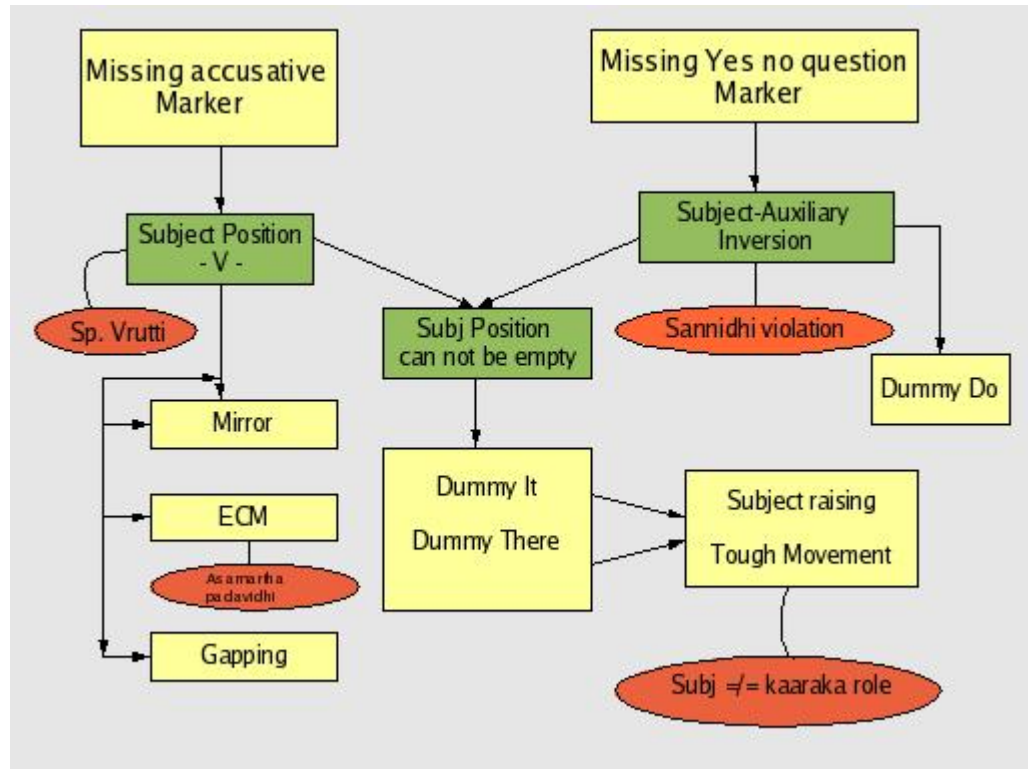 Missing accusative
Marker
Missing Yes no question
Marker
Subject Position
- V -
Subject-Auxiliary
Inversion
Sp. Vrutti
Subj Position
can not be empty
Sannidhi violation
Dummy Do
Mirror
Dummy It
Dummy There
Subject raising
Tough Movement
ECM
Asamartha
padavidhi
Gapping
Subj =/= kaaraka role